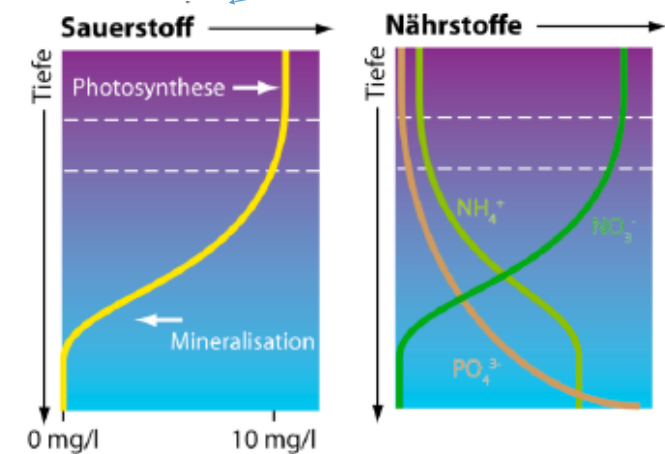 Sauerstoff
Tiefe
Photosynthese
Mineralisation
0 mg/l
10 mg/l
Nährstoffe
Tiefe
NH₄⁺
NO₃⁻
PO₄³⁻